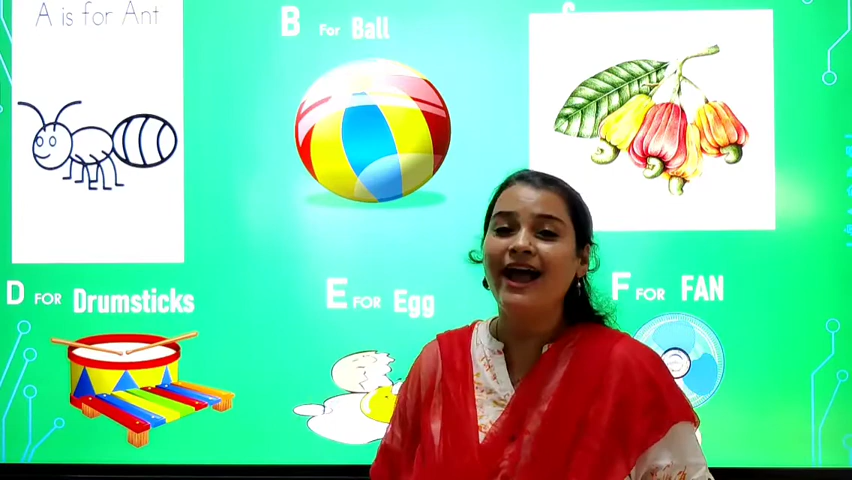 A is for Ant
B For Ball
D FOR Drumsticks
E FOR Egg
F FOR FAN